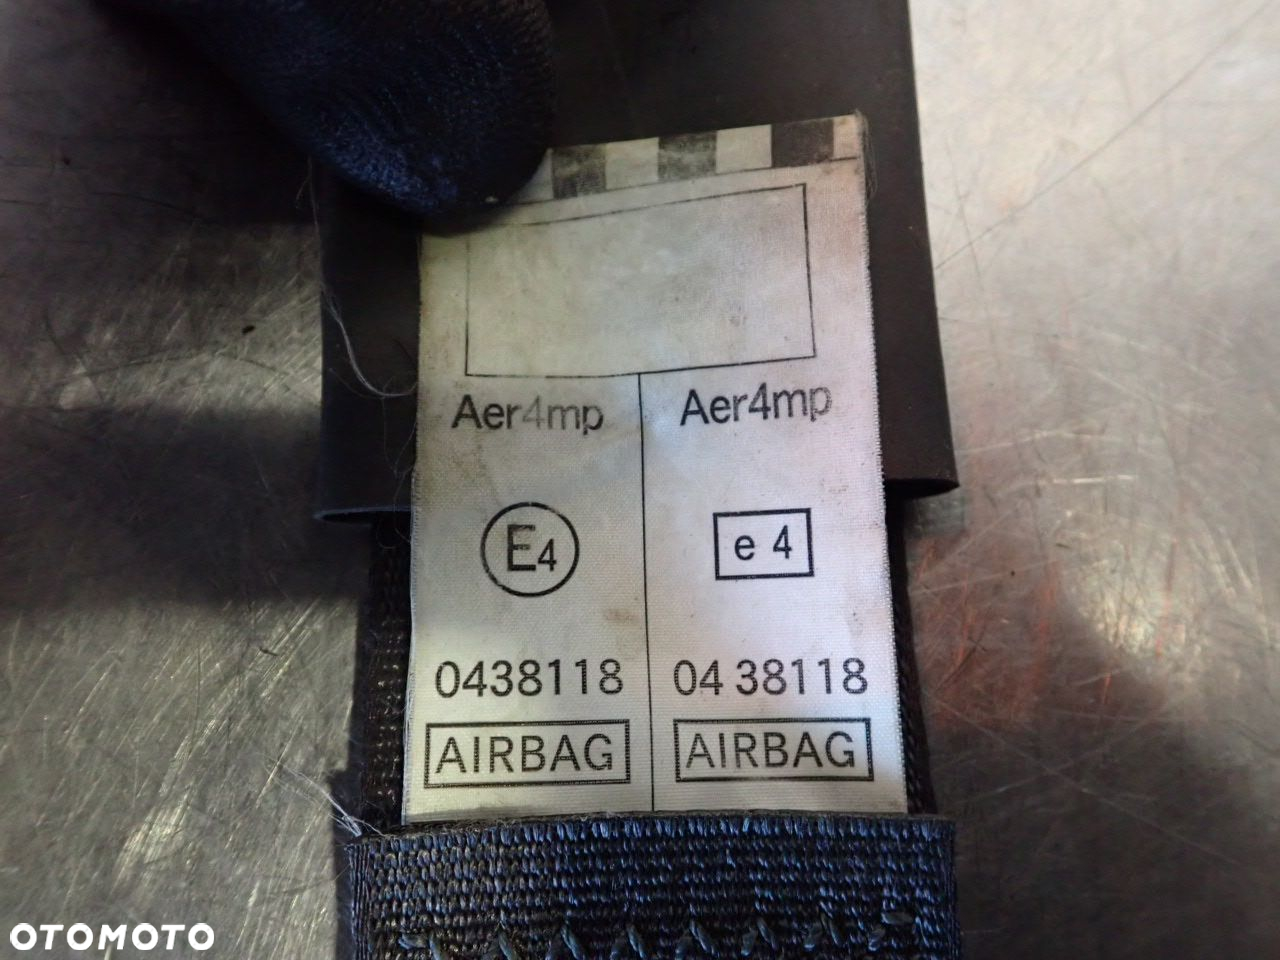 Aer4mp
Aer4mp
E4
e 4
0438118
04 38118
AIRBAG
AIRBAG
OTOMOTO